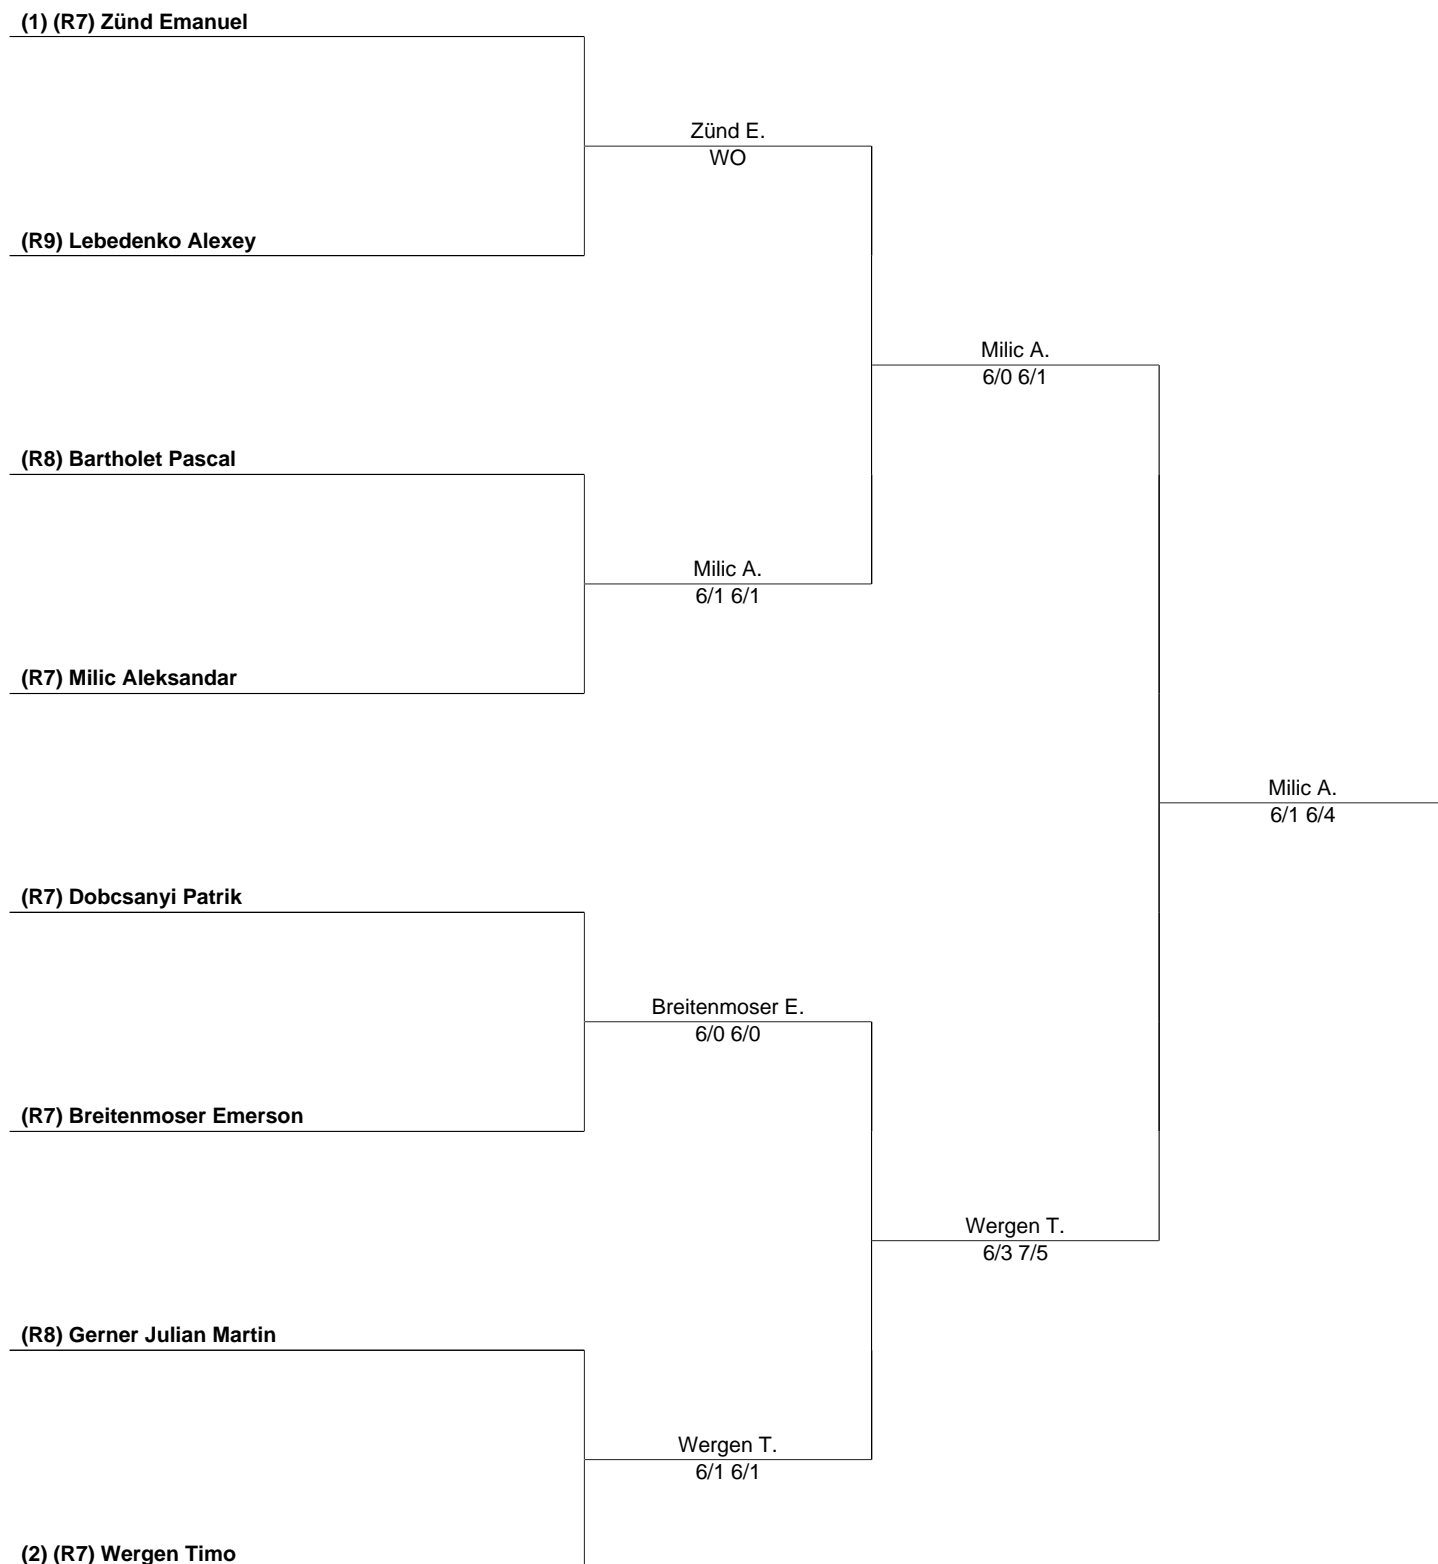 (1) (R7) Zünd Emanuel
Zünd E.
WO
(R9) Lebedenko Alexey
Milic A.
6/0 6/1
(R8) Bartholet Pascal
Milic A.
6/1 6/1
(R7) Milic Aleksandar
Milic A.
6/1 6/4
(R7) Dobcsanyi Patrik
Breitenmoser E.
6/0 6/0
(R7) Breitenmoser Emerson
Wergen T.
6/3 7/5
(R8) Gerner Julian Martin
Wergen T.
6/1 6/1
(2) (R7) Wergen Timo